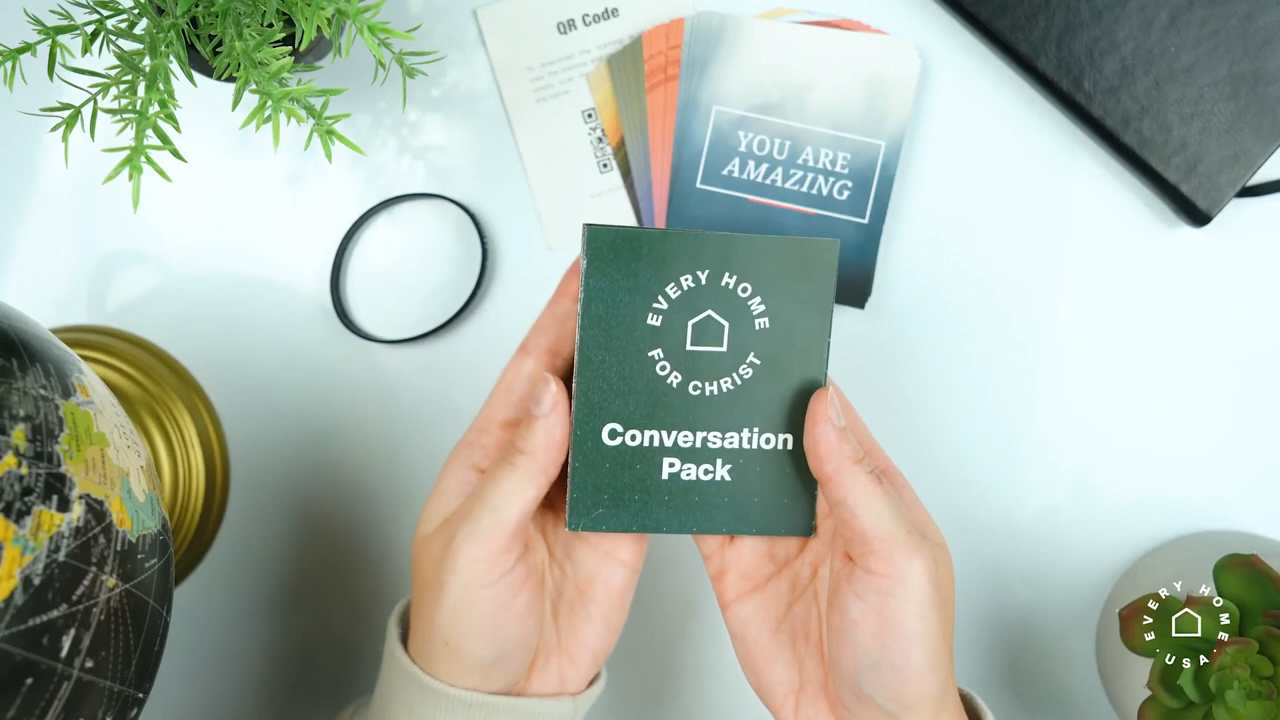 QR Code
YOU ARE
AMAZING
EVERY HOME
FOR CHRIST
Conversation
Pack
EVERY HOME
· USA ·